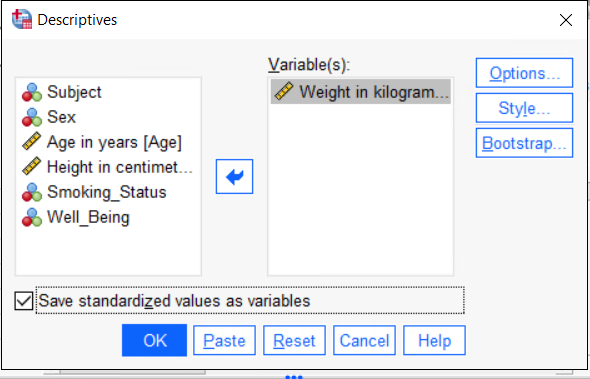 Descriptives
Variable(s):
Subject
Sex
Age in years [Age]
Height in centimet...
Smoking_Status
Well_Being
Weight in kilogram...
Options...
Style...
Bootstrap...
Save standardized values as variables
OK
Paste
Reset
Cancel
Help